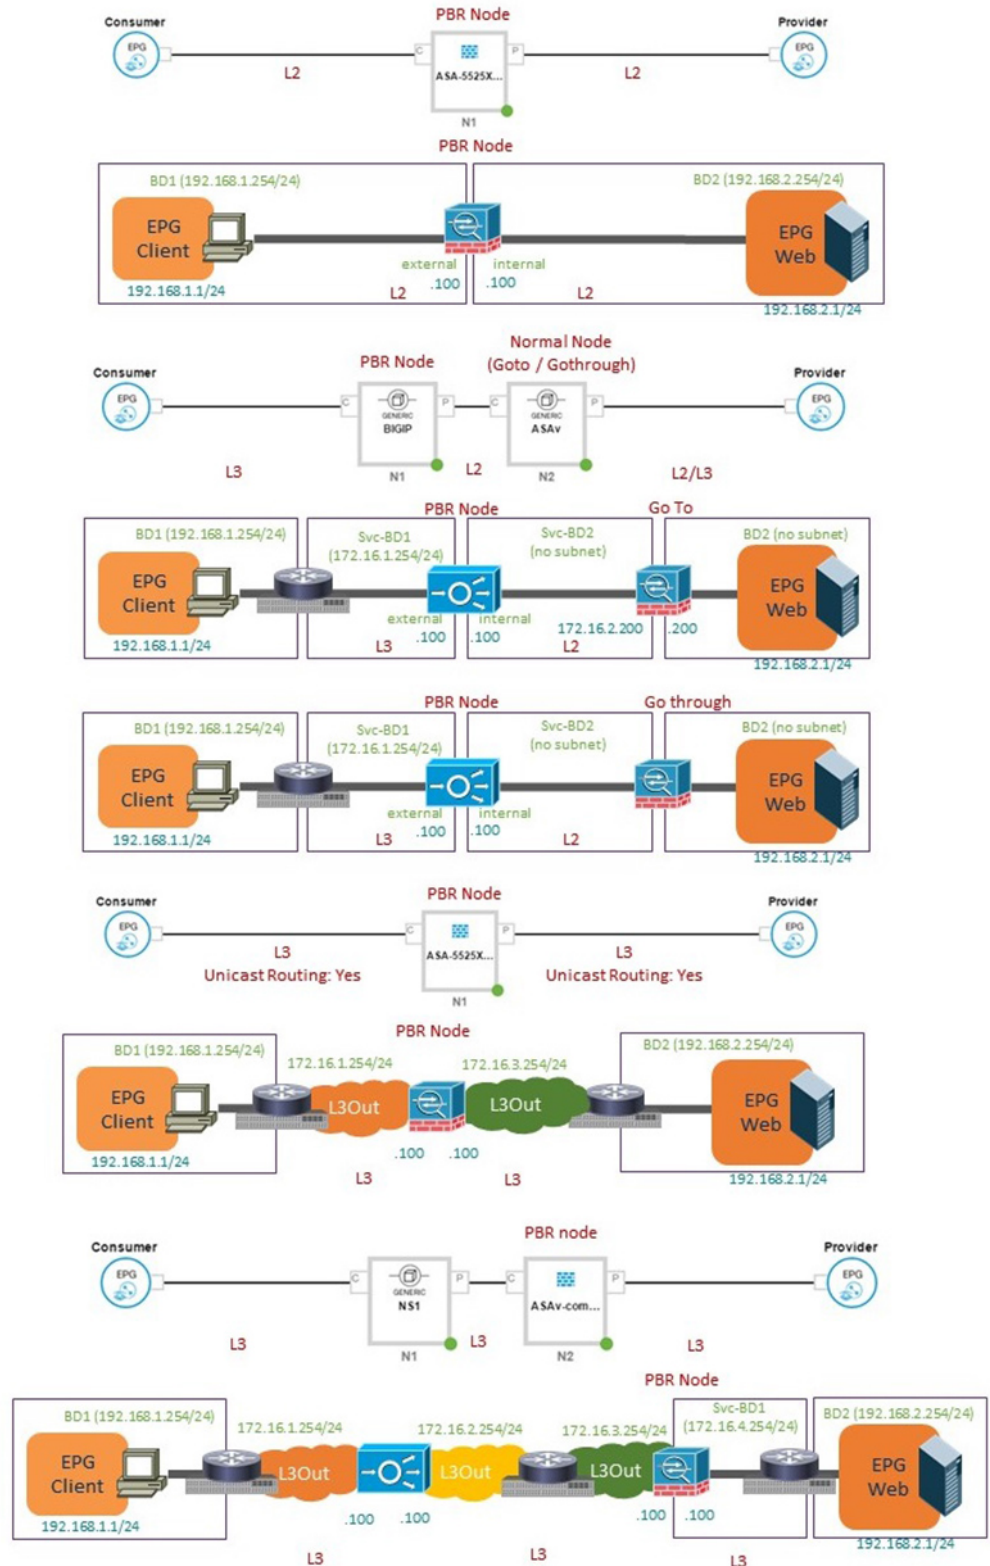 PBR Node
Consumer
Provider
EPG
C
P
EPG
ASA-5525X...
L2
L2
N1
PBR Node
BD1 (192.168.1.254/24)
BD2 (192.168.2.254/24)
EPG
Client
EPG
Web
external
internal
192.168.1.1/24
L2
.100
.100
L2
192.168.2.1/24
Normal Node
(Goto / Gothrough)
PBR Node
Consumer
Provider
EPG
C
GENERIC
BIGIP
P
C
GENERIC
ASAv
P
EPG
L3
N1
L2
N2
L2/L3
PBR Node
Go To
BD1 (192.168.1.254/24)
Svc-BD1
(172.16.1.254/24)
Svc-BD2
(no subnet)
BD2 (no subnet)
EPG
Client
EPG
Web
external
internal
192.168.1.1/24
L3
.100
.100
172.16.2.200
.200
L2
192.168.2.1/24
PBR Node
Go through
BD1 (192.168.1.254/24)
Svc-BD1
(172.16.1.254/24)
Svc-BD2
(no subnet)
BD2 (no subnet)
EPG
Client
EPG
Web
external
internal
192.168.1.1/24
L3
.100
.100
L2
192.168.2.1/24
PBR Node
Consumer
Provider
EPG
C
P
EPG
ASA-5525X...
L3
Unicast Routing: Yes
L3
Unicast Routing: Yes
N1
PBR Node
BD1 (192.168.1.254/24)
172.16.1.254/24
172.16.3.254/24
BD2 (192.168.2.254/24)
EPG
Client
L3Out
L3Out
EPG
Web
192.168.1.1/24
.100
.100
L3
L3
192.168.2.1/24
PBR node
Consumer
Provider
EPG
C
GENERIC
NS1
P
C
ASAv-com...
P
EPG
L3
N1
L3
N2
L3
PBR Node
BD1 (192.168.1.254/24)
172.16.1.254/24
172.16.2.254/24
172.16.3.254/24
Svc-BD1
(172.16.4.254/24)
BD2 (192.168.2.254/24)
EPG
Client
L3Out
L3Out
L3Out
EPG
Web
192.168.1.1/24
.100
.100
.100
.100
192.168.2.1/24
L3
L3
L3